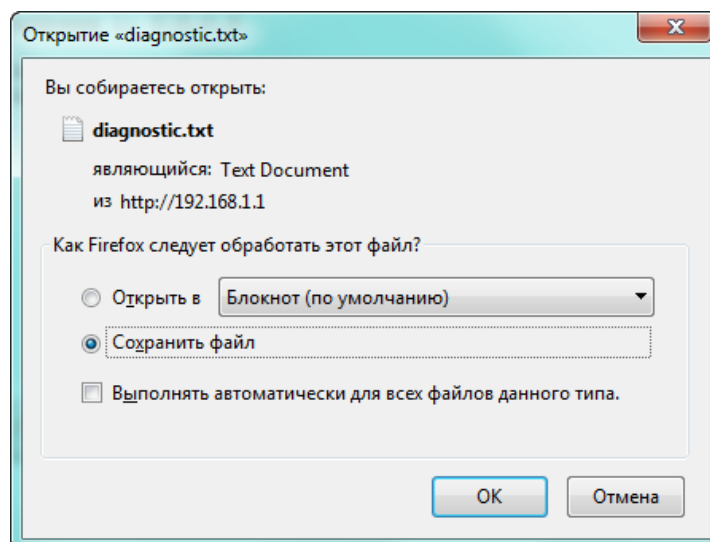 Открытие «diagnostic.txt»
Вы собираетесь открыть:
diagnostic.txt
являющийся: Text Document
из http://192.168.1.1
Как Firefox следует обработать этот файл?
Открыть в Блокнот (по умолчанию)
Сохранить файл
Выполнять автоматически для всех файлов данного типа.
OK Отмена